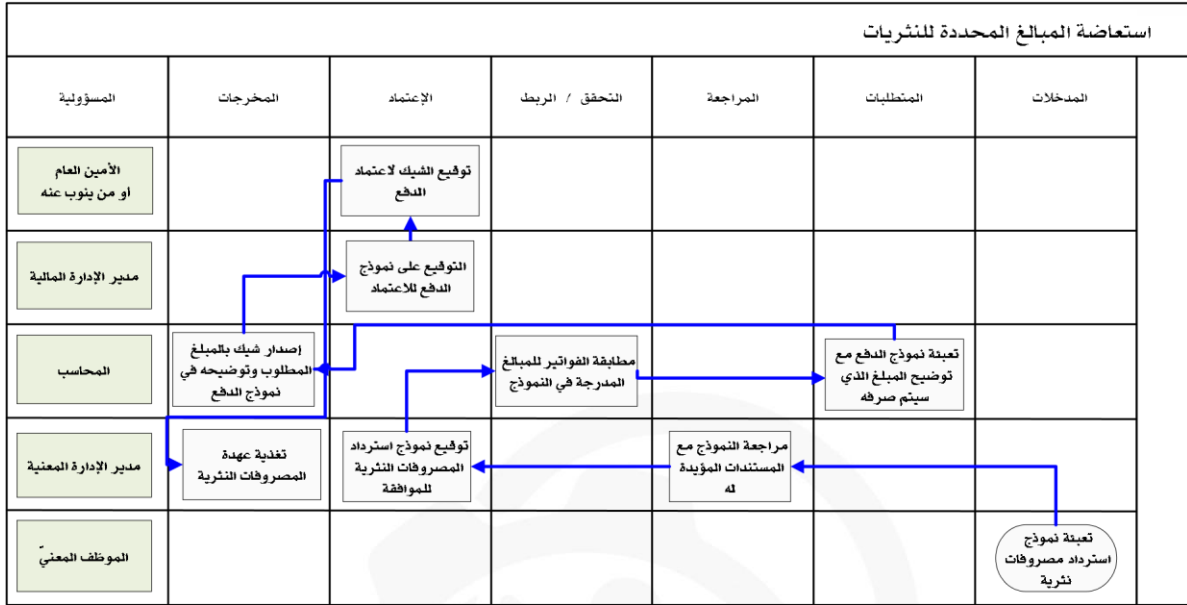 استعاضة المبالغ المحددة للنثريات
المدخلات
المتطلبات
المراجعة
التحقق / الربط
الإعتماد
المخرجات
المسؤولية
توقيع الشيك لاعتماد
الدفع
الأمين العام
او من ينوب عنه
التوقيع على نموذج
الدفع للاعتماد
مدير الإدارة المالية
تعبئة نموذج الدفع مع
توضيح المبلغ الذي
سيتم صرفه
مطابقة الفواتير للمبالغ
المدرجة في النموذج
إصدار شيك بالمبلغ
المطلوب وتوضيحه في
نموذج الدفع
المحاسب
مراجعة النموذج مع
المستندات المؤيدة
له
توقيع نموذج استرداد
المصروفات النثرية
للموافقة
تغذية عهدة
المصروفات النثرية
مدير الإدارة المعنية
تعبئة نموذج
استرداد مصروفات
نثرية
الموظف المعنيّ